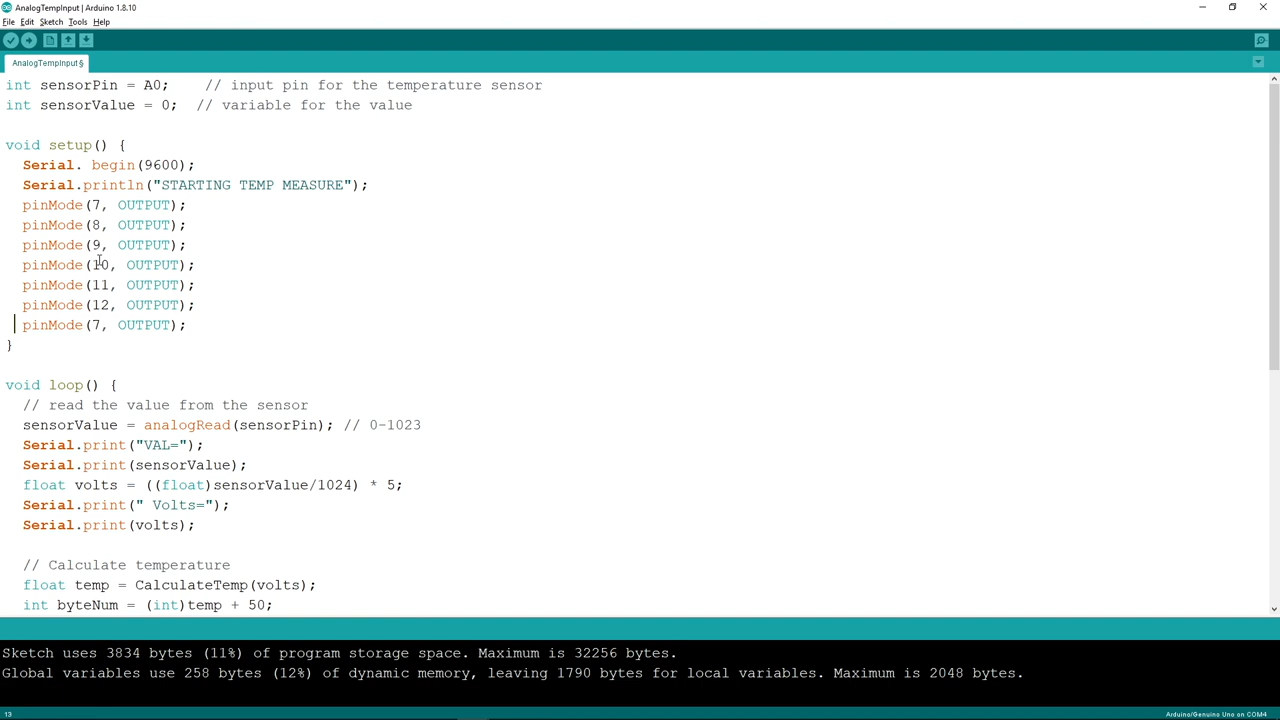 AnalogTempInput | Arduino 1.8.10
File Edit Sketch Tools Help
AnalogTempInput §
int sensorPin = A0;    // input pin for the temperature sensor
int sensorValue = 0;  // variable for the value
void setup() {
  Serial. begin(9600);
  Serial.println("STARTING TEMP MEASURE");
  pinMode(7, OUTPUT);
  pinMode(8, OUTPUT);
  pinMode(9, OUTPUT);
  pinMode(10, OUTPUT);
  pinMode(11, OUTPUT);
  pinMode(12, OUTPUT);
  pinMode(7, OUTPUT);
}
void loop() {
  // read the value from the sensor
  sensorValue = analogRead(sensorPin); // 0-1023
  Serial.print("VAL=");
  Serial.print(sensorValue);
  float volts = ((float)sensorValue/1024) * 5;
  Serial.print(" Volts=");
  Serial.print(volts);
  // Calculate temperature
  float temp = CalculateTemp(volts);
  int byteNum = (int)temp + 50;
Sketch uses 3834 bytes (11%) of program storage space. Maximum is 32256 bytes.
Global variables use 258 bytes (12%) of dynamic memory, leaving 1790 bytes for local variables. Maximum is 2048 bytes.
13 Arduino/Genuino Uno on COM4